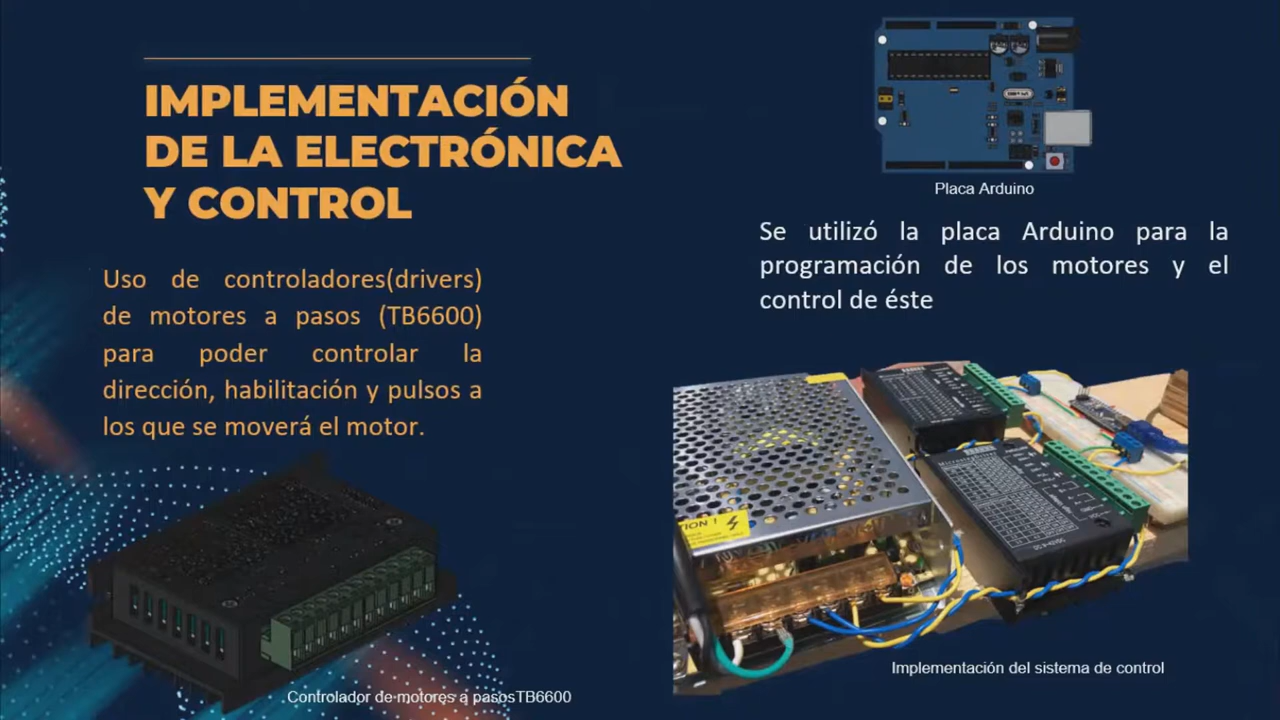 IMPLEMENTACIÓN
DE LA ELECTRÓNICA
Y CONTROL
Uso de controladores(drivers)
de motores a pasos (TB6600)
para poder controlar la
dirección, habilitación y pulsos a
los que se moverá el motor.
Controlador de motores a pasosTB6600
Placa Arduino
Se utilizó la placa Arduino para la
programación de los motores y el
control de éste
TION !
Implementación del sistema de control